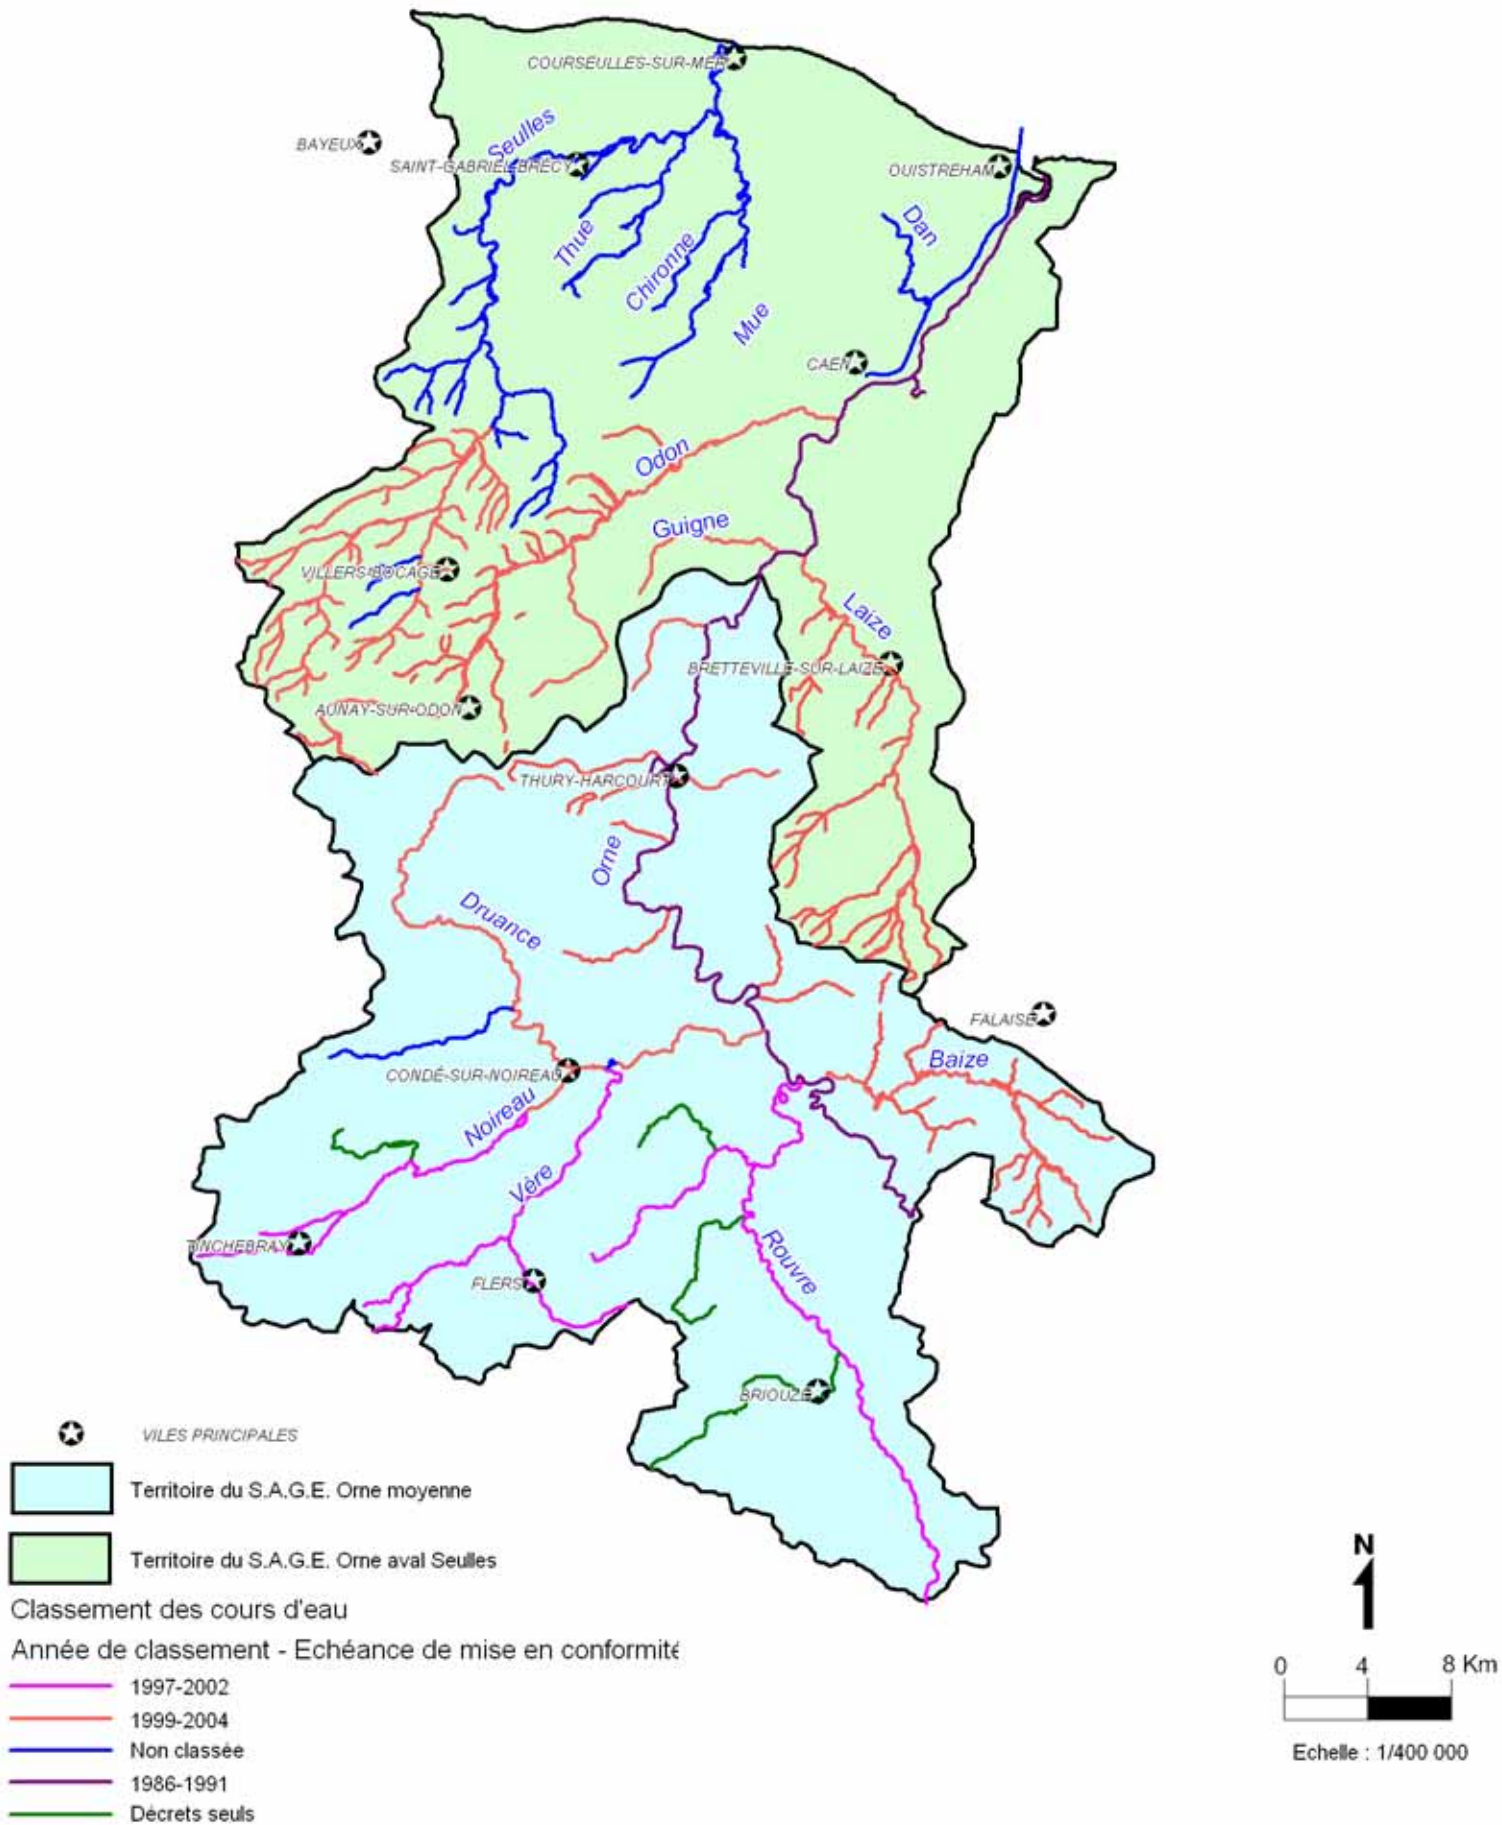 COURSEULLES-SUR-MER
BAYEUX
Seulles
SAINT-GABRIEL-BRÉCY
OUISTREHAM
Dan
Thue
Chironne
Mue
CAEN
Odon
Guigne
VILLERS-BOCAGE
Laize
BRETTEVILLE-SUR-LAIZE
AUNAY-SUR-ODON
THURY-HARCOURT
Orne
Druance
FALAISE
Baize
CONDÉ-SUR-NOIREAU
Noireau
Vère
TINCHEBRAY
Rouvre
FLERS
BRIOUZE
VILES PRINCIPALES
Territoire du S.A.G.E. Orne moyenne
Territoire du S.A.G.E. Orne aval Seulles
Classement des cours d'eau
Année de classement - Echéance de mise en conformité
1997-2002
1999-2004
Non classée
1986-1991
Décrets seuls
N
0 4 8 Km
Echelle : 1/400 000